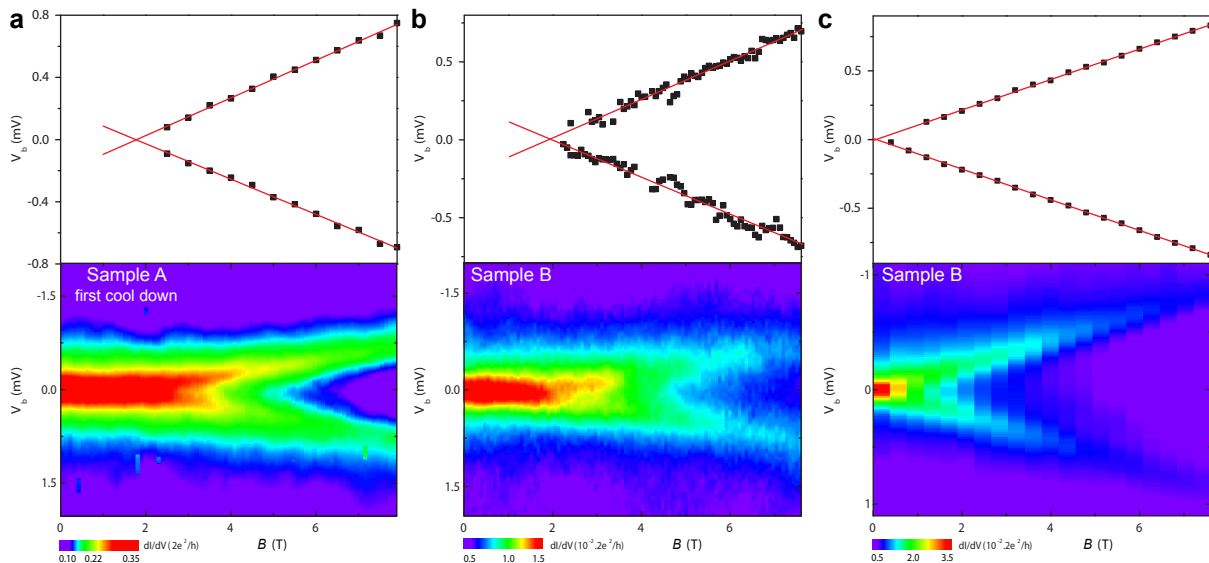 a
0.8
0.4
0.0
-0.4
-0.8
V_b (mV)
Sample A
first cool down
-1.5
0.0
1.5
V_b (mV)
0 2 4 6
B (T)
0.10 0.22 0.35
dI/dV (2e²/h)
b
0.5
0.0
-0.5
V_b (mV)
Sample B
-1.5
0.0
1.5
V_b (mV)
0 2 4 6
B (T)
0.5 1.0 1.5
dI/dV (10⁻².2e²/h)
c
0.5
0.0
-0.5
V_b (mV)
Sample B
-1
0
1
V_b (mV)
0 2 4 6
B (T)
0.5 2.0 3.5
dI/dV (10⁻².2e²/h)